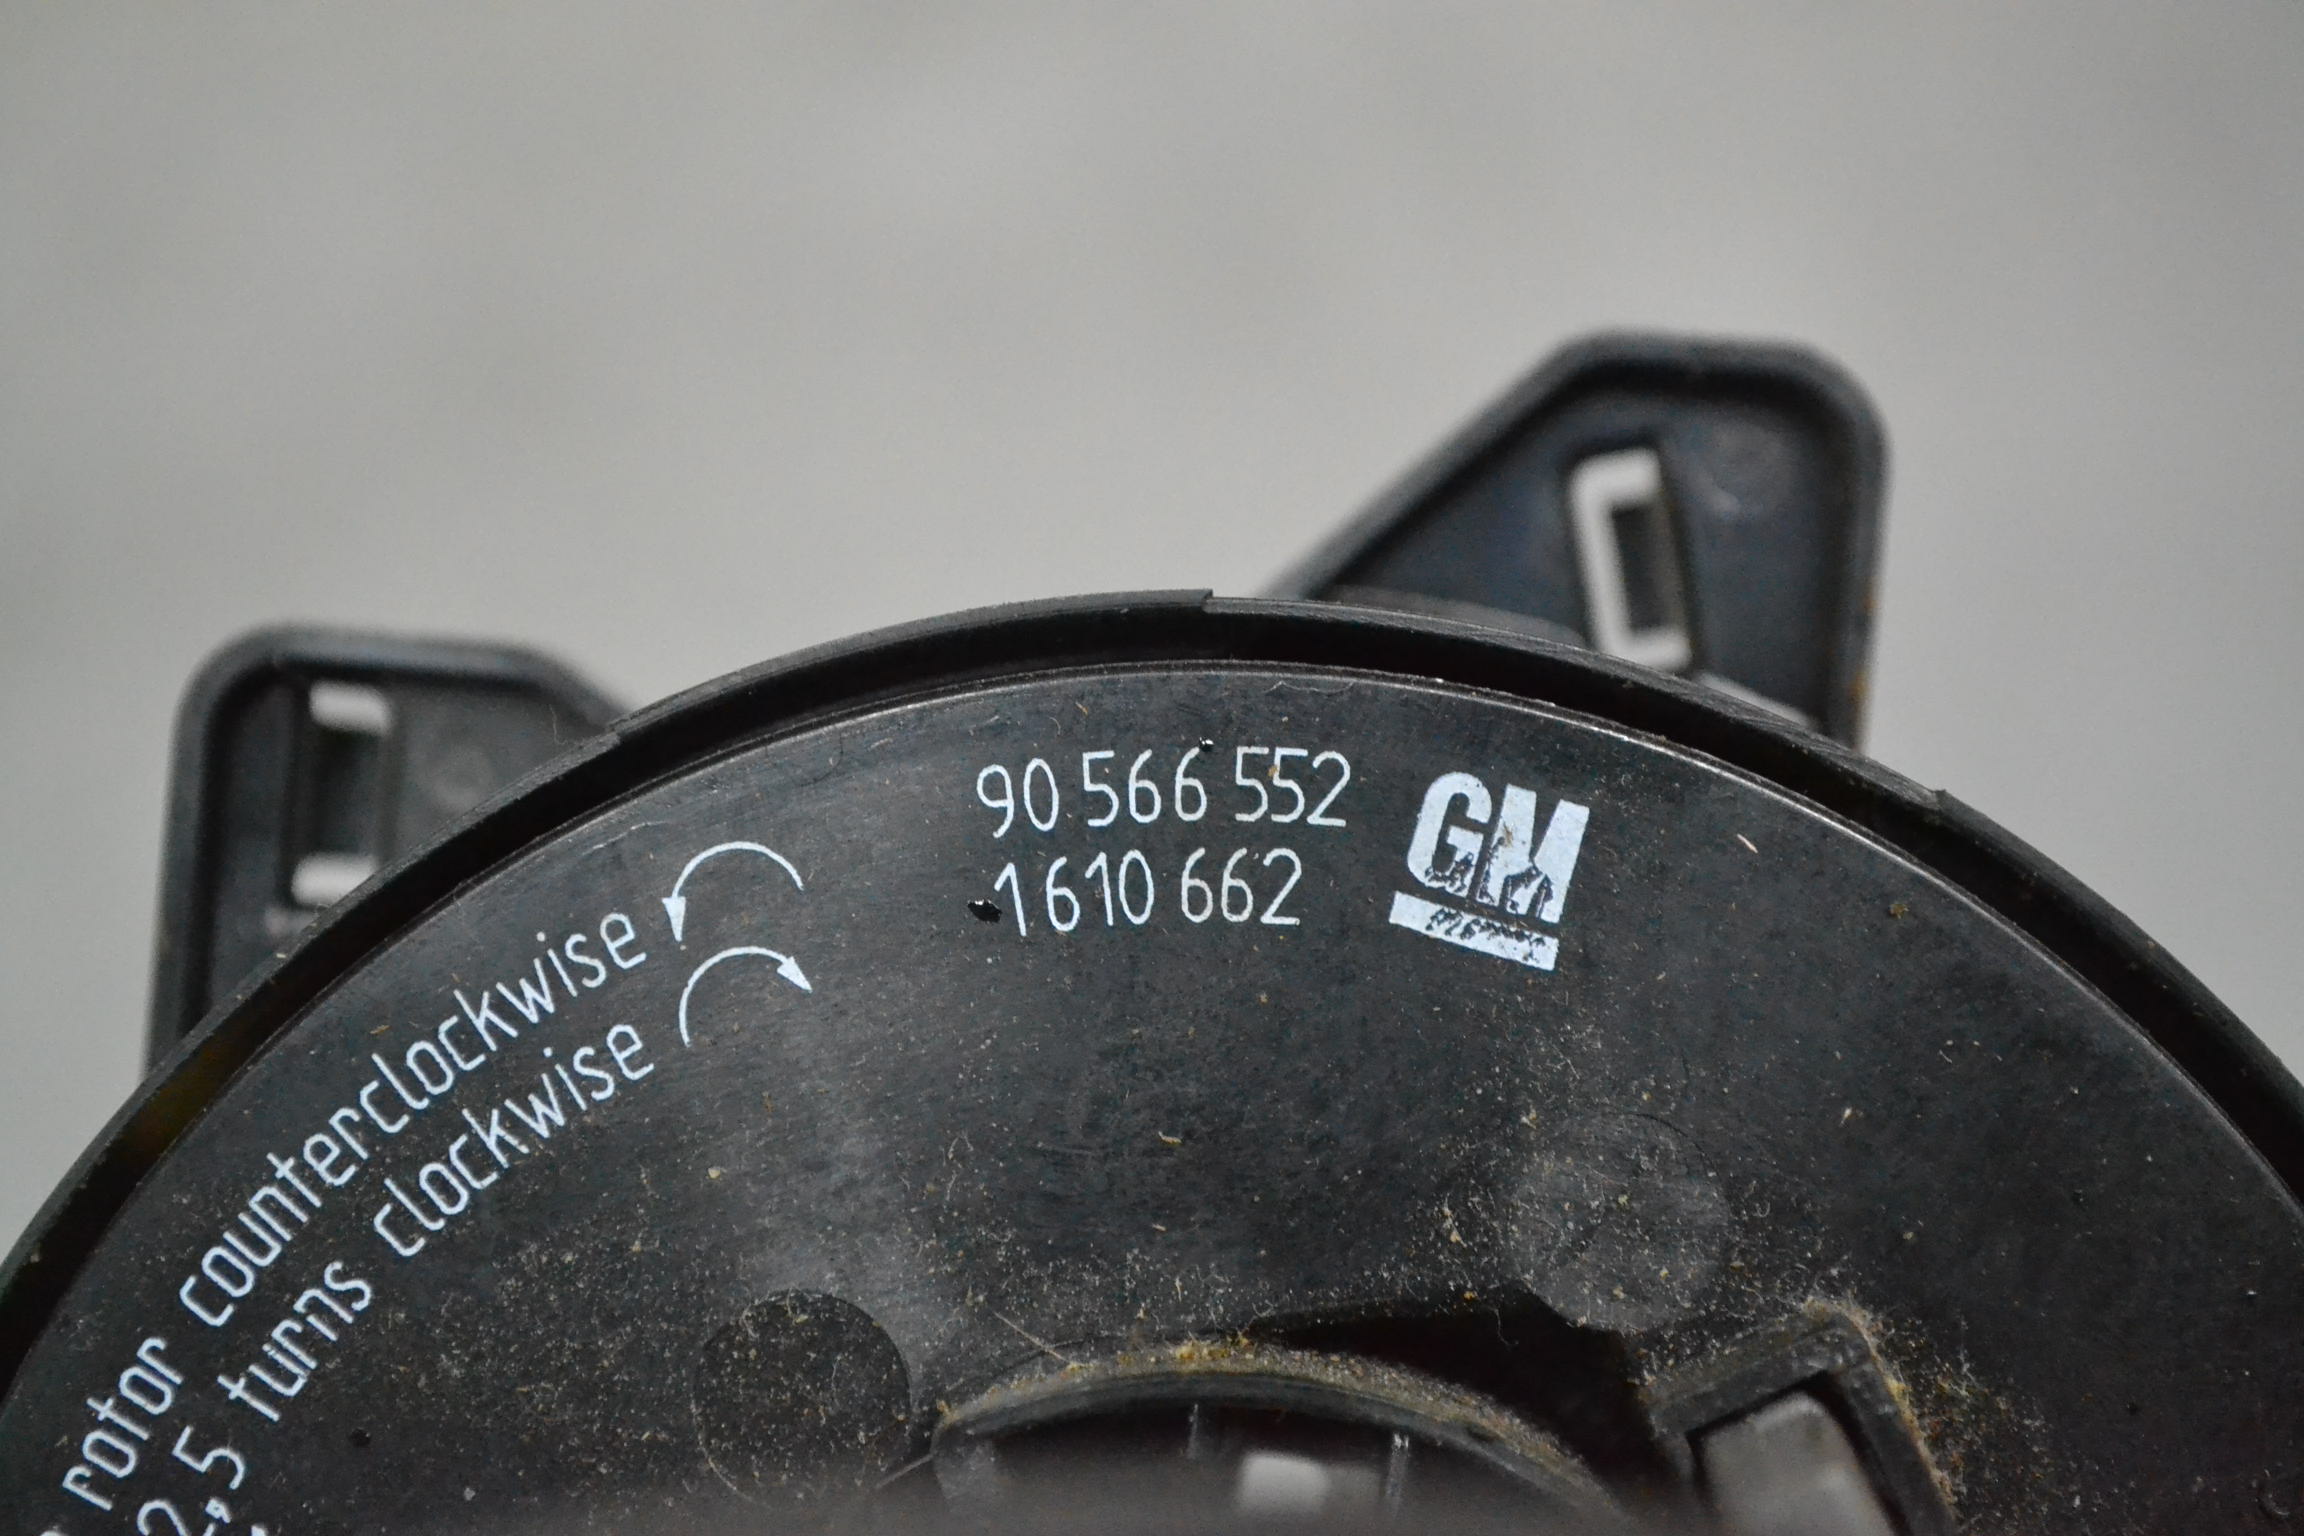 90 566 552
1610 662
GM
rotor counterclockwise
2,5 turns clockwise